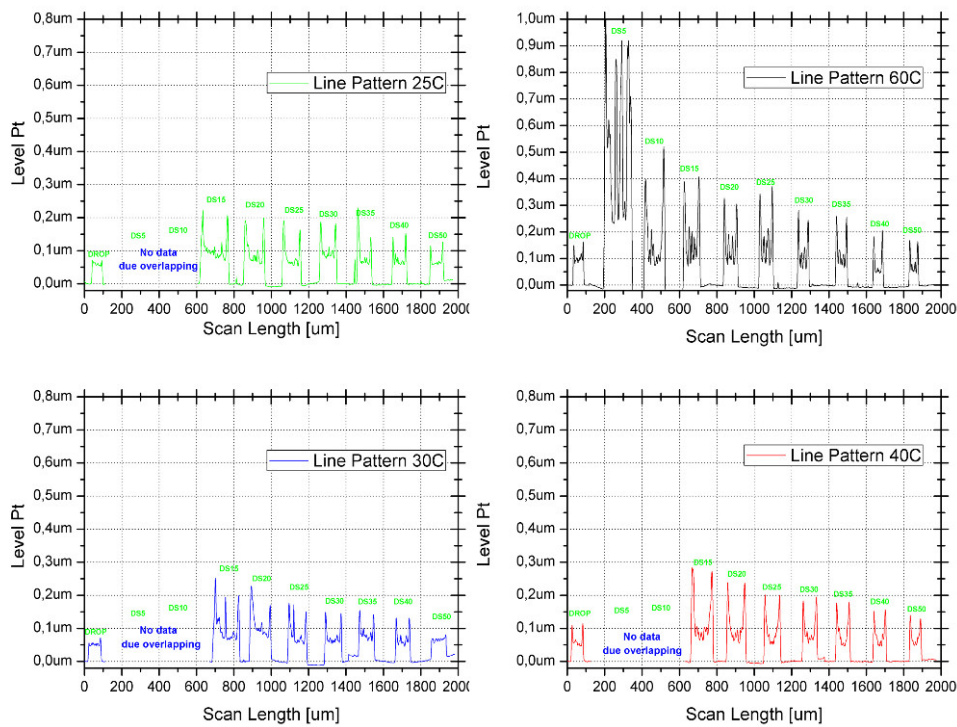 0,8um
0,7um
0,6um
0,5um
0,4um
0,3um
0,2um
0,1um
0,0um
Level Pt
Line Pattern 25C
DROP
DS5
DS10
No data
due overlapping
DS15
DS20
DS25
DS30
DS35
DS40
DS50
0 200 400 600 800 1000 1200 1400 1600 1800 2000
Scan Length [um]
1,0um
0,9um
0,8um
0,7um
0,6um
0,5um
0,4um
0,3um
0,2um
0,1um
0,0um
Level Pt
Line Pattern 60C
DROP
DS5
DS10
DS15
DS20
DS25
DS30
DS35
DS40
DS50
0 200 400 600 800 1000 1200 1400 1600 1800 2000
Scan Length [um]
0,8um
0,7um
0,6um
0,5um
0,4um
0,3um
0,2um
0,1um
0,0um
Level Pt
Line Pattern 30C
DROP
DS5
DS10
No data
due overlapping
DS15
DS20
DS25
DS30
DS35
DS40
DS50
0 200 400 600 800 1000 1200 1400 1600 1800 2000
Scan Length [um]
0,8um
0,7um
0,6um
0,5um
0,4um
0,3um
0,2um
0,1um
0,0um
Level Pt
Line Pattern 40C
DROP
DS5
DS10
No data
due overlapping
DS15
DS20
DS25
DS30
DS35
DS40
DS50
0 200 400 600 800 1000 1200 1400 1600 1800 2000
Scan Length [um]